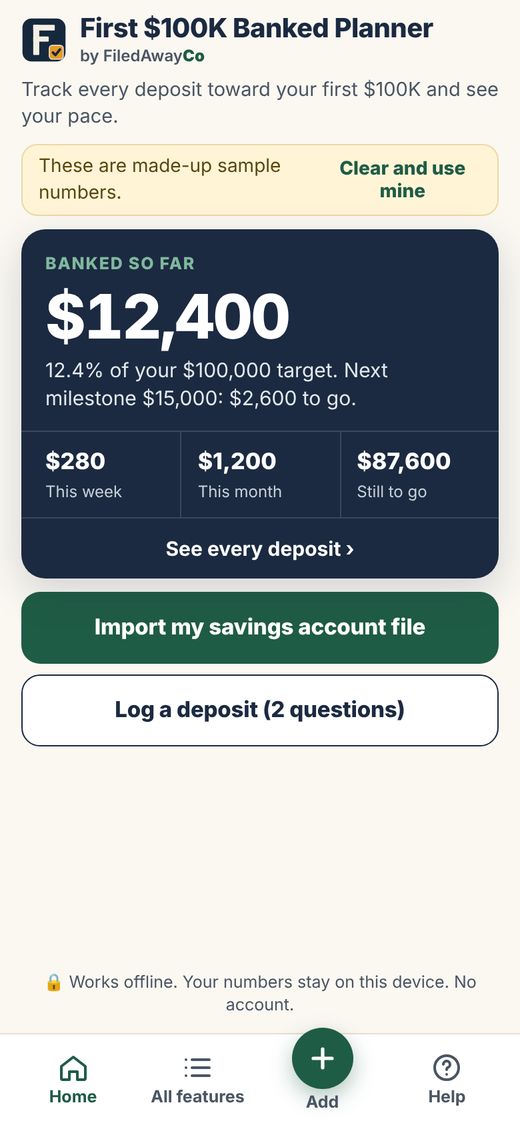 First $100K Banked Planner
by FiledAwayCo
Track every deposit toward your first $100K and see
your pace.
These are made-up sample
numbers.
Clear and use
mine
BANKED SO FAR
$12,400
12.4% of your $100,000 target. Next
milestone $15,000: $2,600 to go.
$280
This week
$1,200
This month
$87,600
Still to go
See every deposit ›
Import my savings account file
Log a deposit (2 questions)
🔒 Works offline. Your numbers stay on this device. No
account.
Home
All features
Add
Help